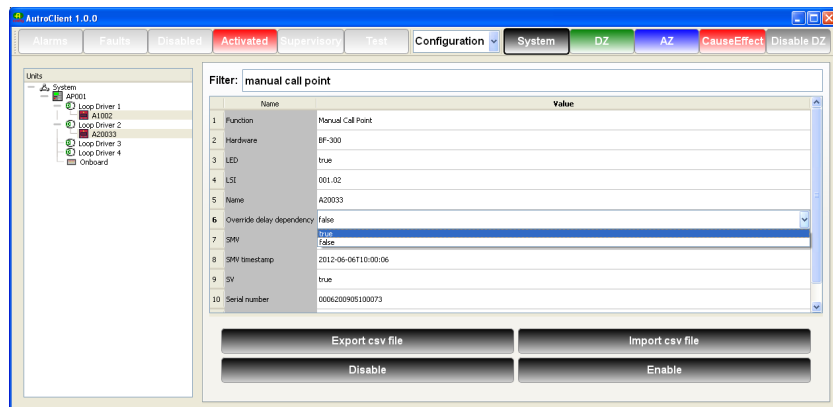 AutroClient 1.0.0
Alarms Faults Disabled Activated Supervisory Test Configuration System DZ AZ CauseEffect Disable DZ
Units
System
AP001
Loop Driver 1
A1002
Loop Driver 2
A20033
Loop Driver 3
Loop Driver 4
Onboard
Filter: manual call point
Name Value
1 Function Manual Call Point
2 Hardware BF-300
3 LED true
4 LSI 001.02
5 Name A20033
6 Override delay dependency false
true
7 SMV false
8 SMV timestamp 2012-06-06T10:00:06
9 SV true
10 Serial number 0006200905100073
Export csv file Import csv file
Disable Enable